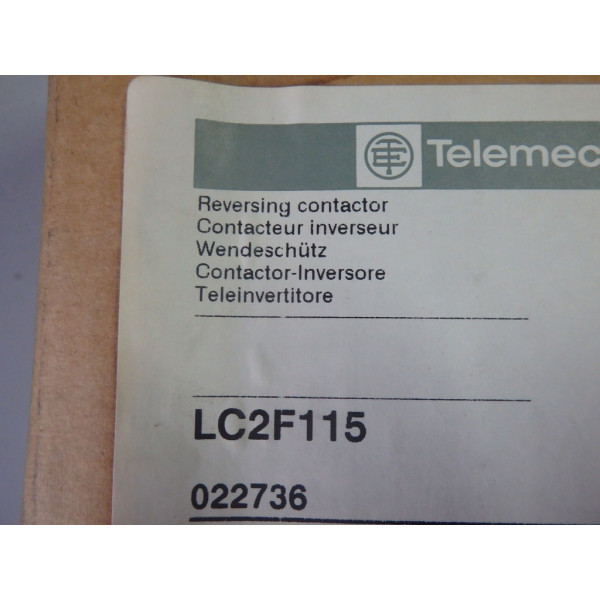 Telemec
Reversing contactor
Contacteur inverseur
Wendeschütz
Contactor-Inversore
Teleinvertitore
LC2F115
022736